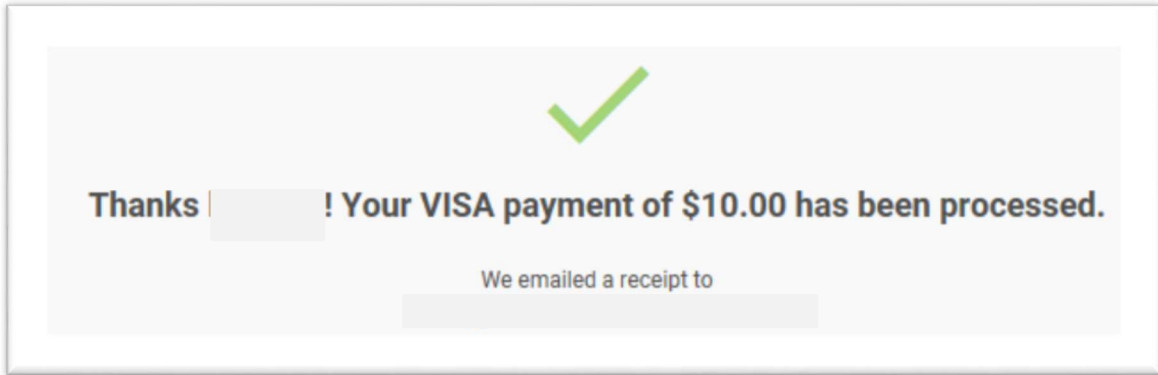 Thanks ! Your VISA payment of $10.00 has been processed.
We emailed a receipt to